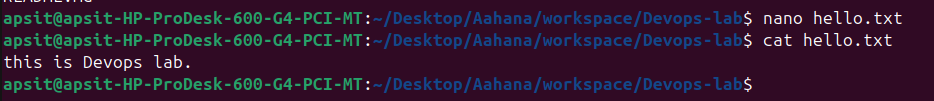 README.md
apsit@apsit-HP-ProDesk-600-G4-PCI-MT:~/Desktop/Aahana/workspace/Devops-lab$ nano hello.txt
apsit@apsit-HP-ProDesk-600-G4-PCI-MT:~/Desktop/Aahana/workspace/Devops-lab$ cat hello.txt
this is Devops lab.
apsit@apsit-HP-ProDesk-600-G4-PCI-MT:~/Desktop/Aahana/workspace/Devops-lab$